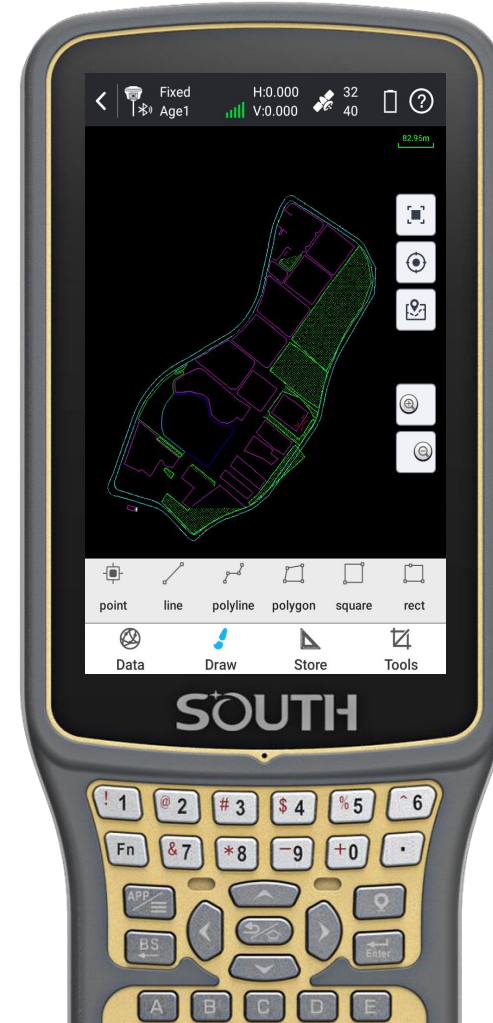 Fixed H:0.000 32
Age1 V:0.000 40
82.96m
point line polyline polygon square rect
Data Draw Store Tools
SOUTH
! 1 @ 2 # 3 $ 4 % 5 ^ 6
Fn & 7 * 8 - 9 + 0 .
APP/
BS
Enter
A B C D E